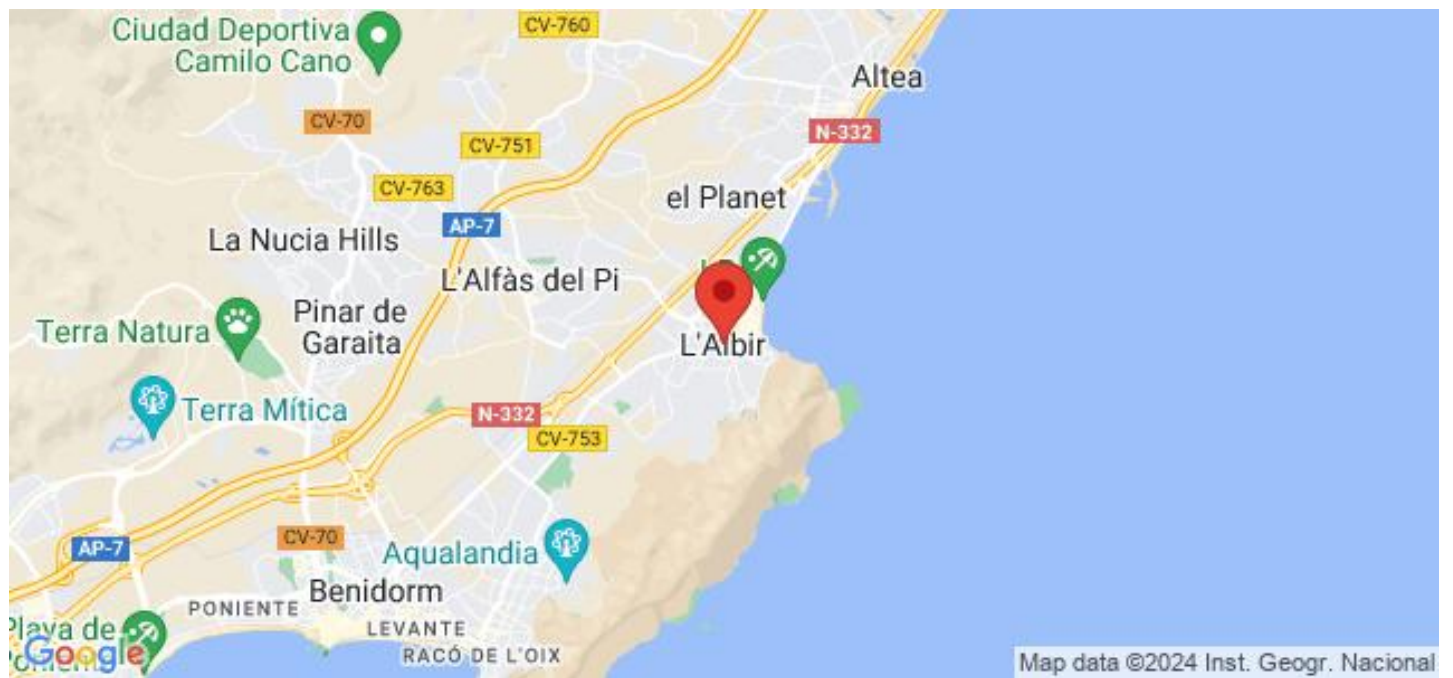 Ciudad Deportiva
Camilo Cano
CV-760
Altea
CV-70
N-332
CV-751
CV-763
el Planet
AP-7
La Nucia Hills
L'Alfàs del Pi
Pinar de
Garaita
Terra Natura
L'Albir
Terra Mítica
N-332
CV-753
CV-70
AP-7
Aqualandia
Benidorm
PONIENTE
LEVANTE
Playa de
RACÓ DE L'OIX
Google
Map data ©2024 Inst. Geogr. Nacional